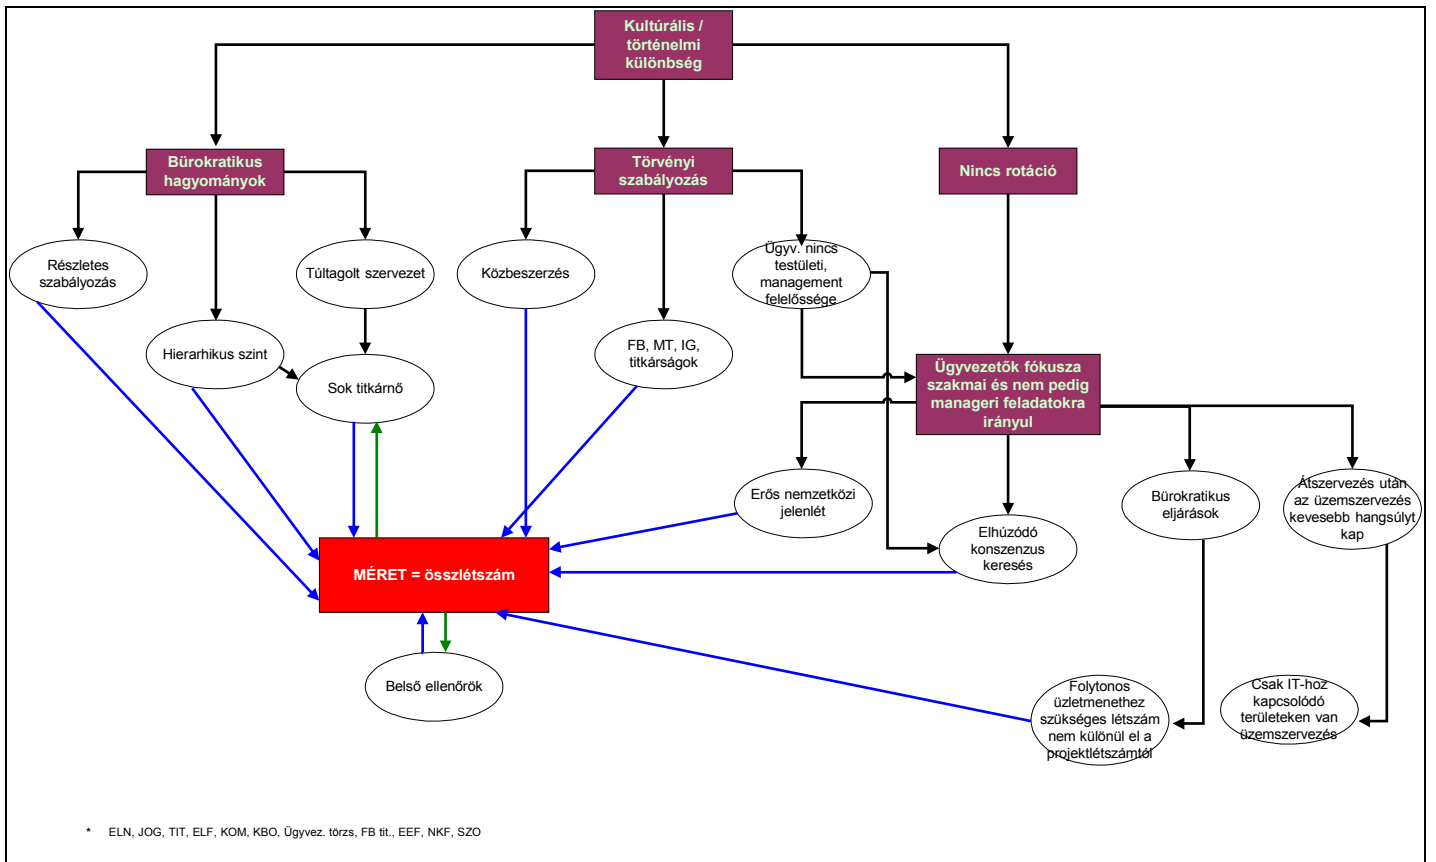 Kultúrális /
történelmi
különbség
Bürokratikus
hagyományok
Törvényi
szabályozás
Nincs rotáció
Részletes
szabályozás
Túltagolt szervezet
Közbeszerzés
Ügyv. nincs
testületi,
management
felelőssége
Hierarhikus szint
Sok titkárnő
FB, MT, IG,
titkárságok
Ügyvezetők fókusza
szakmai és nem pedig
manageri feladatokra
irányul
Erős nemzetközi
jelenlét
Elhúzódó
konszenzus
keresés
Bürokratikus
eljárások
Átszervezés után
az üzemszervezés
kevesebb hangsúlyt
kap
MÉRET = összlétszám
Belső ellenőrök
Folytonos
üzletmenethez
szükséges létszám
nem különül el a
projektlétszámtól
Csak IT-hoz
kapcsolódó
területeken van
üzemszervezés
* ELN, JOG, TIT, ELF, KOM, KBO, Ügyvez. törzs, FB tit., EEF, NKF, SZO